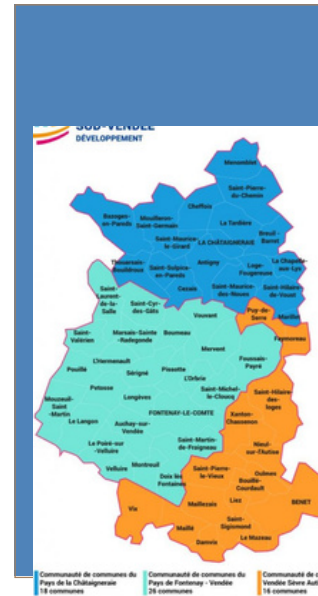 SUD-VENDÉE
DÉVELOPPEMENT
Menomblet
Saint-Pierre-
du-Chemin
Cheffois
Bazoges-
en-Pareds
Mouilleron-
Saint-Germain
La Tardière
Breuil-
Barret
Saint-Maurice-
le-Girard
LA CHÂTAIGNERAIE
La Chapelle-
aux-Lys
Thouarsais-
Bouildroux
Saint-Sulpice-
en-Pareds
Antigny
Loge-
Fougereuse
Cezais
Saint-Maurice-
des-Noues
Saint-Hilaire-
de-Voust
Saint-
Laurent-
de-la-
Salle
Saint-Cyr-
des-Gâts
Vouvant
Puy-de-
Serre
Marillet
Faymoreau
Saint-
Valérien
Marsais-Sainte
-Radegonde
Bourneau
Mervent
Foussais-
Payré
L'Hermenault
Pouillé
Sérigné
Pissotte
L'Orbrie
Petosse
Longèves
Saint-Michel-
le-Cloucq
Saint-Hilaire-
des-
loges
Mouzeuil-
Saint
-Martin
FONTENAY-LE-COMTE
Xanton-
Chassenon
Le Langon
Auchay-sur-
Vendée
Saint-Martin-
de-Fraigneau
Nieul-
sur-l'Autise
Le Poiré-sur
-Velluire
Velluire
Montreuil
Doix lès
Fontaines
Saint-Pierre-
le-Vieux
Oulmes
Bouillé-
Courdault
Vix
Maillezais
Liez
BENET
Maillé
Saint-
Sigismond
Damvix
Le Mazeau
Communauté de communes du
Pays de la Châtaigneraie
18 communes
Communauté de communes du
Pays de Fontenay - Vendée
26 communes
Communauté de c
Vendée Sèvre Aut
16 communes